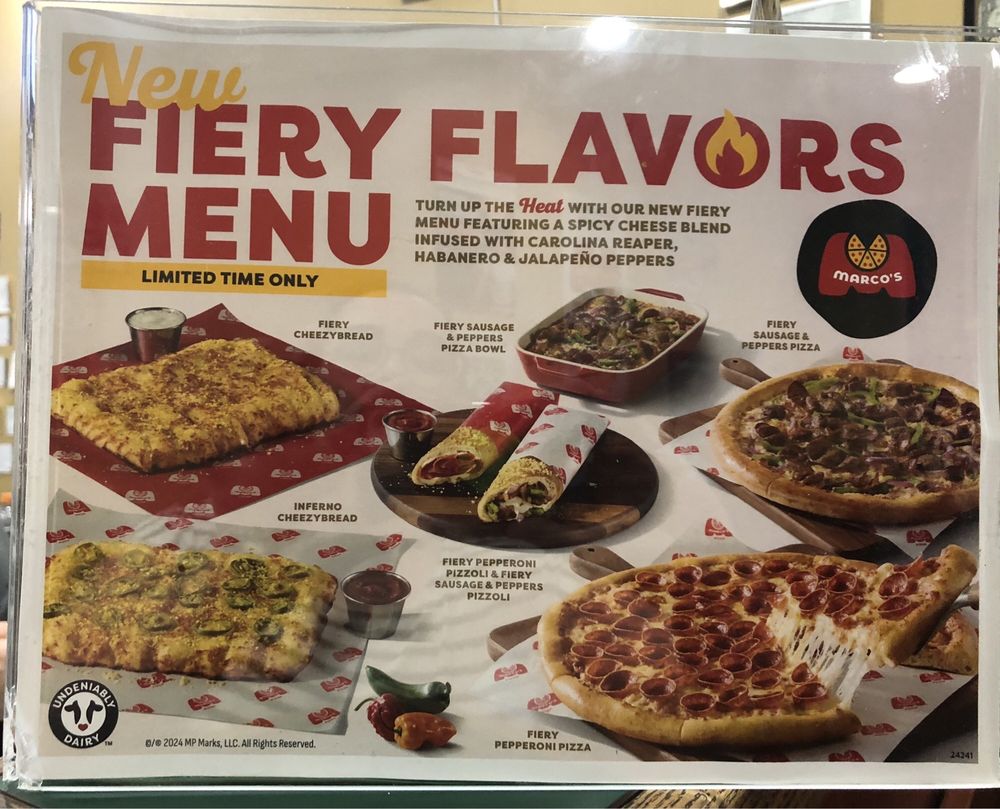 New
FIERY FLAVORS
MENU
LIMITED TIME ONLY
TURN UP THE Heat WITH OUR NEW FIERY
MENU FEATURING A SPICY CHEESE BLEND
INFUSED WITH CAROLINA REAPER,
HABANERO & JALAPEÑO PEPPERS
MARCO'S
FIERY
CHEEZYBREAD
FIERY SAUSAGE
& PEPPERS
PIZZA BOWL
FIERY
SAUSAGE &
PEPPERS PIZZA
INFERNO
CHEEZYBREAD
FIERY PEPPERONI
PIZZOLI & FIERY
SAUSAGE & PEPPERS
PIZZOLI
FIERY
PEPPERONI PIZZA
UNDENIABLY
DAIRY™
©/® 2024 MP Marks, LLC. All Rights Reserved.
24241